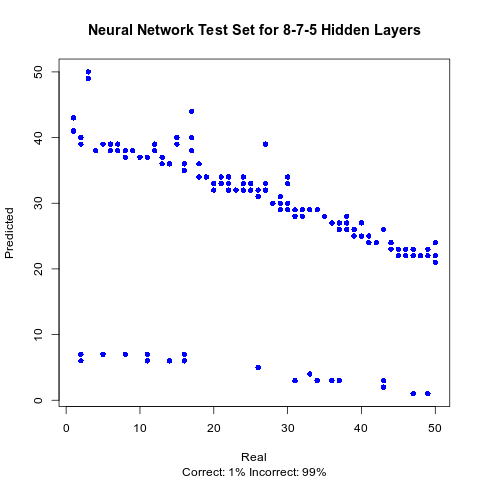 Neural Network Test Set for 8-7-5 Hidden Layers
50
40
30
20
10
0
Predicted
0 10 20 30 40 50
Real
Correct: 1% Incorrect: 99%